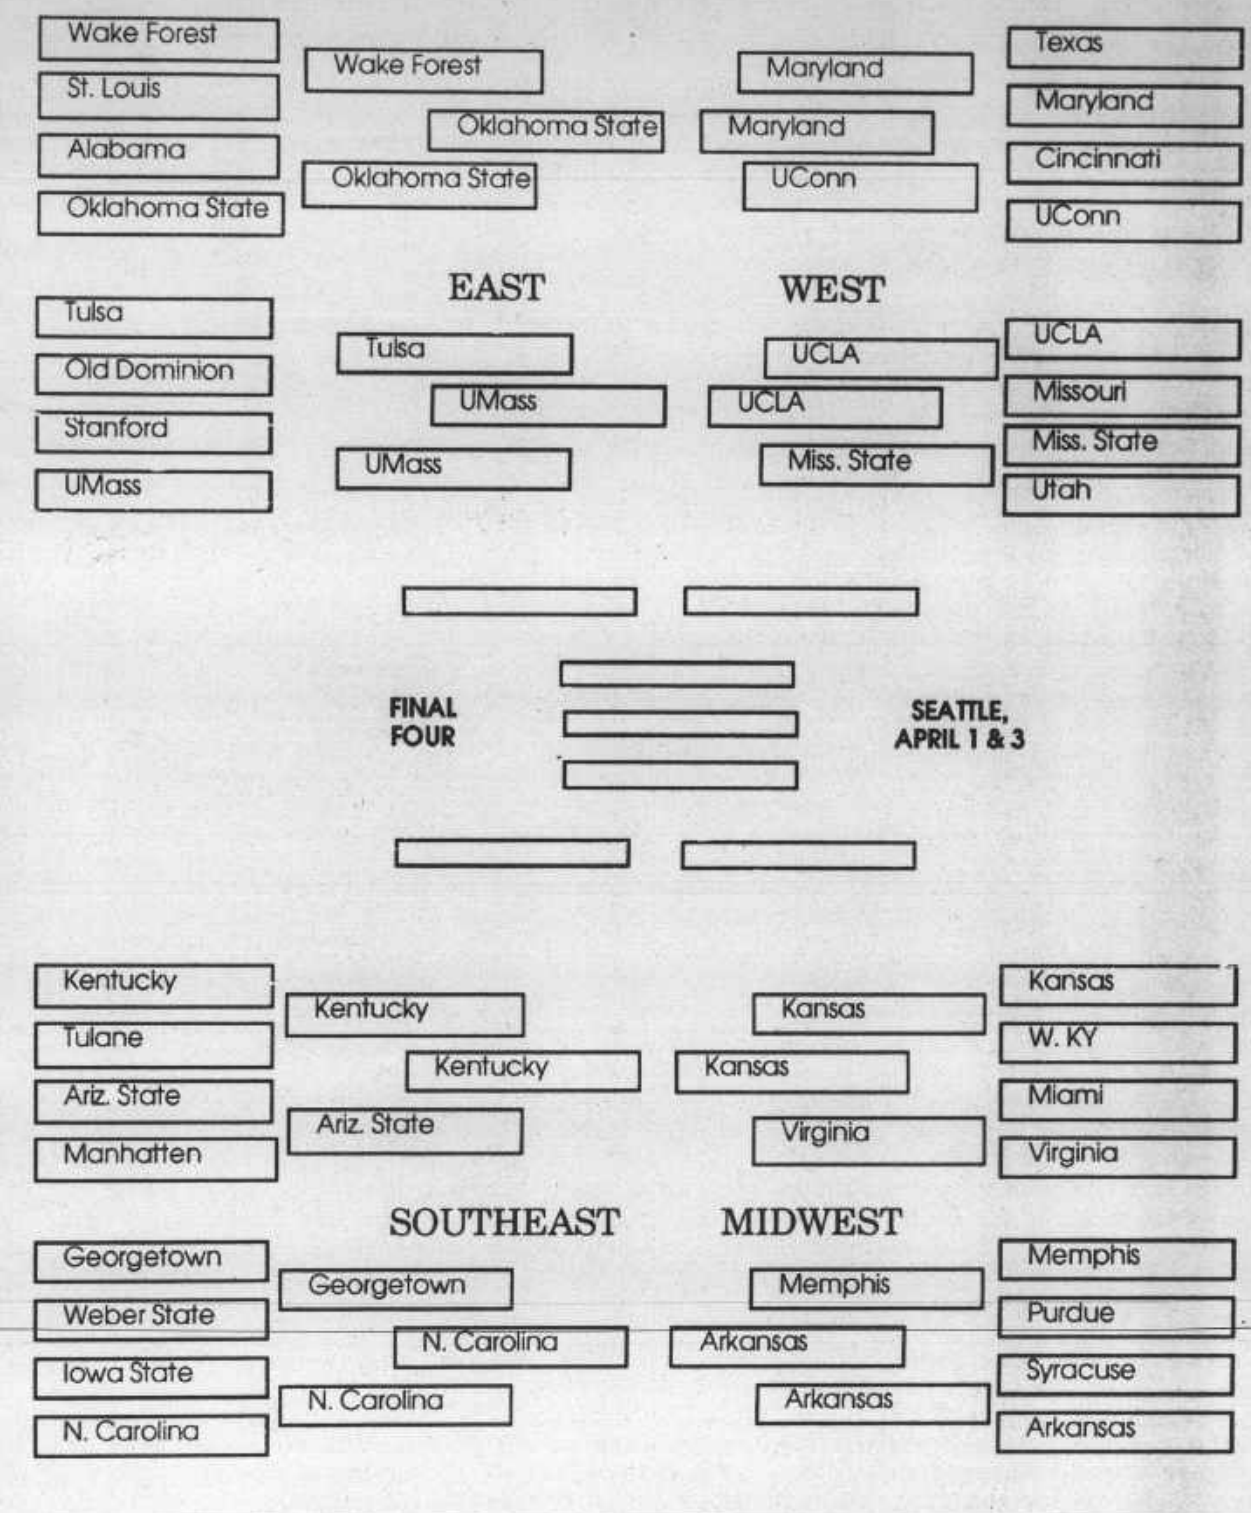 Wake Forest
St. Louis
Alabama
Oklahoma State
Wake Forest
Oklahoma State
Oklahoma State
Maryland
Maryland
UConn
Texas
Maryland
Cincinnati
UConn
EAST
WEST
Tulsa
Old Dominion
Stanford
UMass
Tulsa
UMass
UMass
UCLA
UCLA
Miss. State
UCLA
Missouri
Miss. State
Utah
FINAL
FOUR
SEATTLE,
APRIL 1 & 3
Kentucky
Tulane
Ariz. State
Manhatten
Kentucky
Kentucky
Ariz. State
Kansas
Kansas
Virginia
Kansas
W. KY
Miami
Virginia
SOUTHEAST
MIDWEST
Georgetown
Weber State
Iowa State
N. Carolina
Georgetown
N. Carolina
N. Carolina
Memphis
Arkansas
Arkansas
Memphis
Purdue
Syracuse
Arkansas